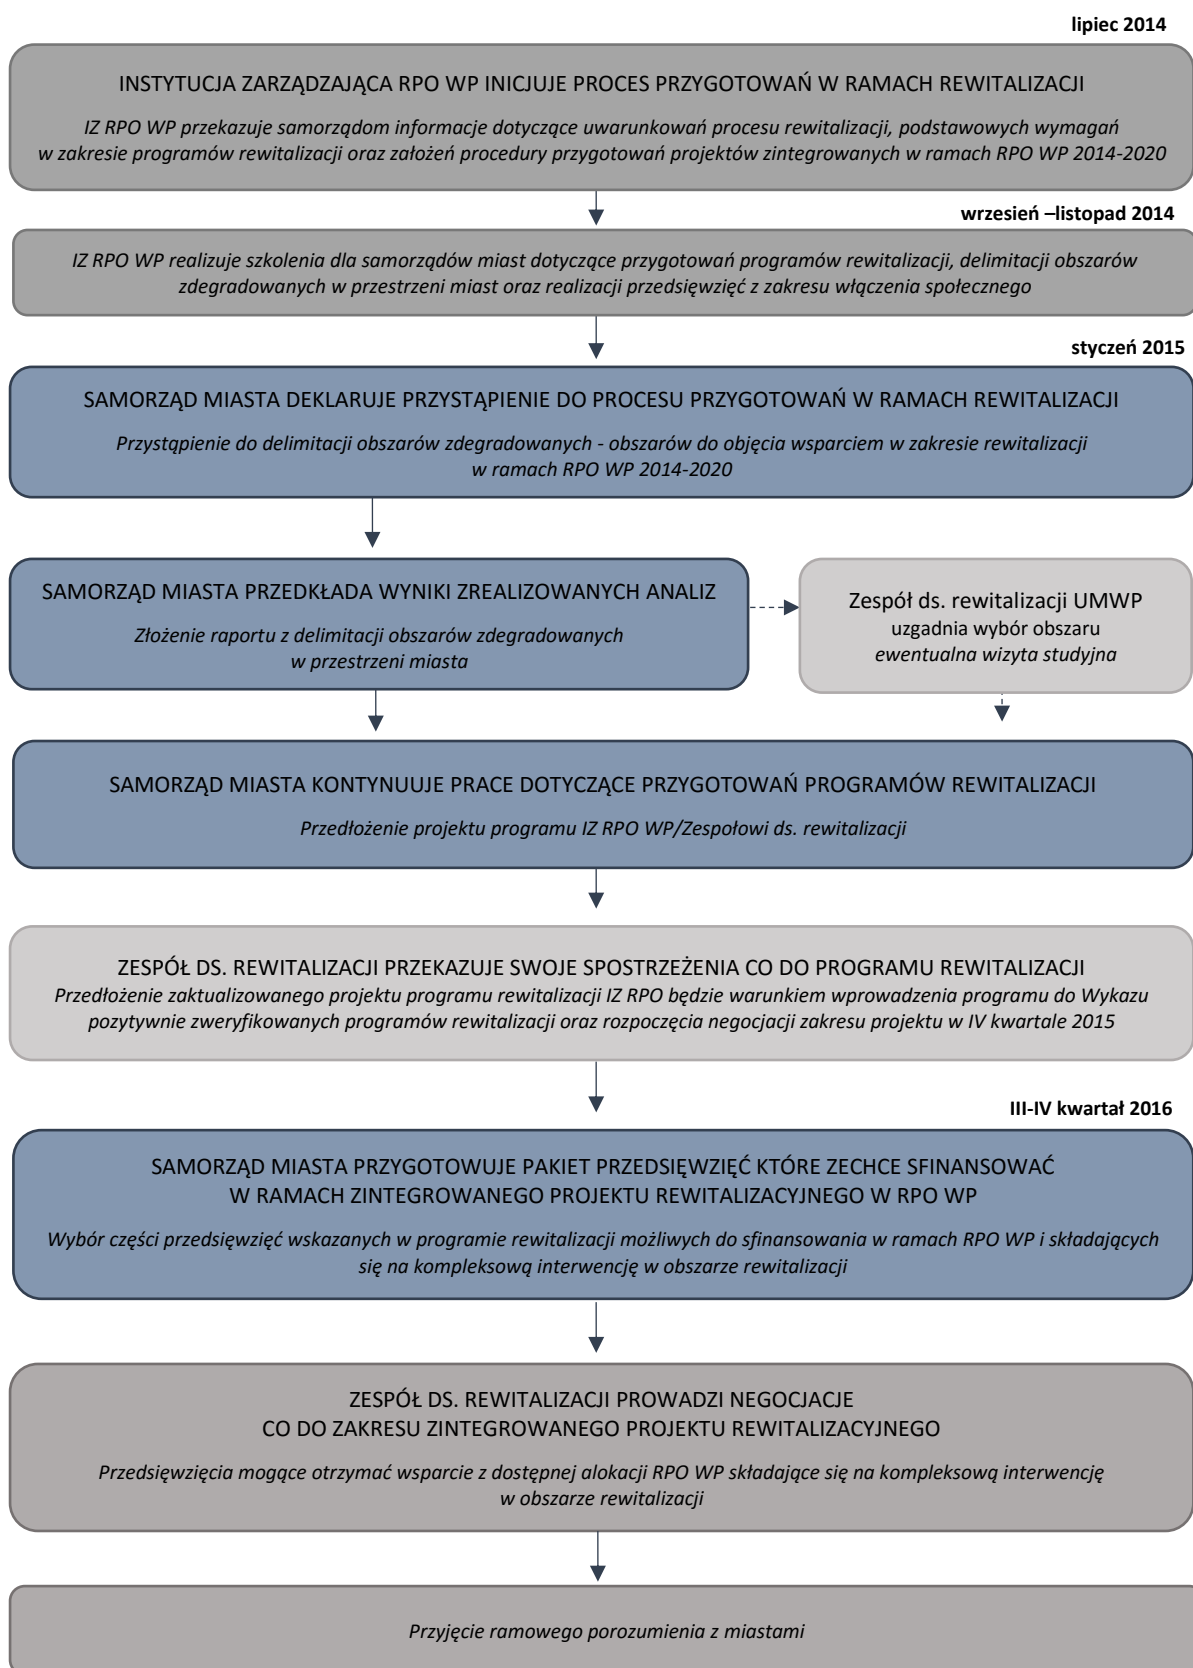 lipiec 2014
INSTYTUCJA ZARZĄDZAJĄCA RPO WP INICJUJE PROCES PRZYGOTOWAŃ W RAMACH REWITALIZACJI
IZ RPO WP przekazuje samorządom informacje dotyczące uwarunkowań procesu rewitalizacji, podstawowych wymagań
w zakresie programów rewitalizacji oraz założeń procedury przygotowań projektów zintegrowanych w ramach RPO WP 2014-2020
wrzesień –listopad 2014
IZ RPO WP realizuje szkolenia dla samorządów miast dotyczące przygotowań programów rewitalizacji, delimitacji obszarów
zdegradowanych w przestrzeni miast oraz realizacji przedsięwzięć z zakresu włączenia społecznego
styczeń 2015
SAMORZĄD MIASTA DEKLARUJE PRZYSTĄPIENIE DO PROCESU PRZYGOTOWAŃ W RAMACH REWITALIZACJI
Przystąpienie do delimitacji obszarów zdegradowanych - obszarów do objęcia wsparciem w zakresie rewitalizacji
w ramach RPO WP 2014-2020
SAMORZĄD MIASTA PRZEDKŁADA WYNIKI ZREALIZOWANYCH ANALIZ
Złożenie raportu z delimitacji obszarów zdegradowanych
w przestrzeni miasta
Zespół ds. rewitalizacji UMWP
uzgadnia wybór obszaru
ewentualna wizyta studyjna
SAMORZĄD MIASTA KONTYNUUJE PRACE DOTYCZĄCE PRZYGOTOWAŃ PROGRAMÓW REWITALIZACJI
Przedłożenie projektu programu IZ RPO WP/Zespołowi ds. rewitalizacji
ZESPÓŁ DS. REWITALIZACJI PRZEKAZUJE SWOJE SPOSTRZEŻENIA CO DO PROGRAMU REWITALIZACJI
Przedłożenie zaktualizowanego projektu programu rewitalizacji IZ RPO będzie warunkiem wprowadzenia programu do Wykazu
pozytywnie zweryfikowanych programów rewitalizacji oraz rozpoczęcia negocjacji zakresu projektu w IV kwartale 2015
III-IV kwartał 2016
SAMORZĄD MIASTA PRZYGOTOWUJE PAKIET PRZEDSIĘWZIĘĆ KTÓRE ZECHCE SFINANSOWAĆ
W RAMACH ZINTEGROWANEGO PROJEKTU REWITALIZACYJNEGO W RPO WP
Wybór części przedsięwzięć wskazanych w programie rewitalizacji możliwych do sfinansowania w ramach RPO WP i składających
się na kompleksową interwencję w obszarze rewitalizacji
ZESPÓŁ DS. REWITALIZACJI PROWADZI NEGOCJACJE
CO DO ZAKRESU ZINTEGROWANEGO PROJEKTU REWITALIZACYJNEGO
Przedsięwzięcia mogące otrzymać wsparcie z dostępnej alokacji RPO WP składające się na kompleksową interwencję
w obszarze rewitalizacji
Przyjęcie ramowego porozumienia z miastami